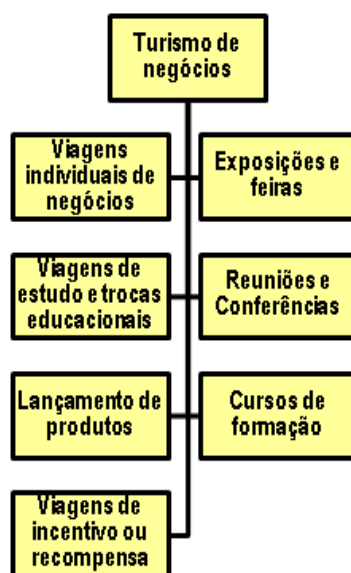 Turismo de
negócios
Viagens
individuais de
negócios
Exposições e
feiras
Viagens de
estudo e trocas
educacionais
Reuniões e
Conferências
Lançamento de
produtos
Cursos de
formação
Viagens de
incentivo ou
recompensa